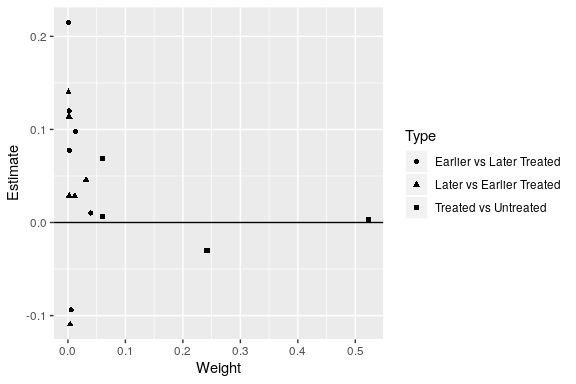 0.2
0.1
0.0
-0.1
Estimate
0.0 0.1 0.2 0.3 0.4 0.5
Weight
Type
Earlier vs Later Treated
Later vs Earlier Treated
Treated vs Untreated